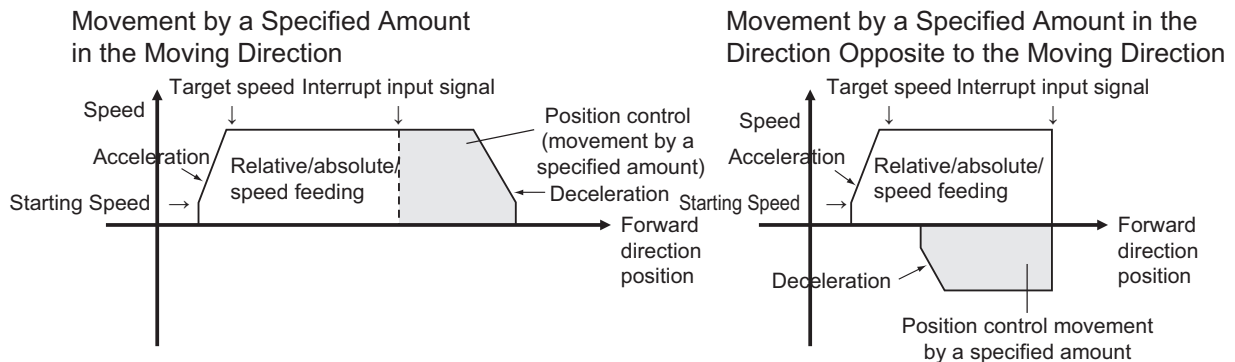 Movement by a Specified Amount
in the Moving Direction
Target speed
Interrupt input signal
↓
↓
Speed
Position control
(movement by a
specified amount)
Acceleration
Relative/absolute/
speed feeding
Deceleration
Starting Speed →
Forward
direction
position
Movement by a Specified Amount in the
Direction Opposite to the Moving Direction
Target speed
Interrupt input signal
↓
↓
Speed
Acceleration
Relative/absolute/
speed feeding
Starting Speed →
Forward
direction
position
Deceleration
Position control movement
by a specified amount